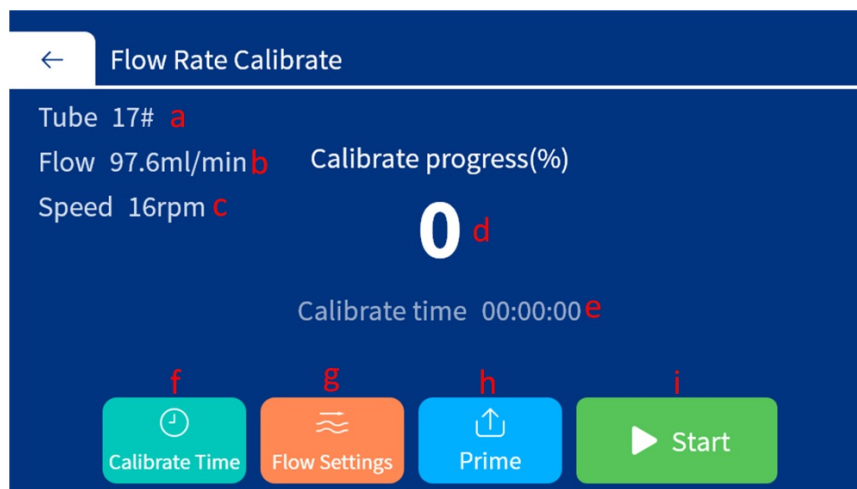 ← Flow Rate Calibrate
Tube 17# a
Flow 97.6ml/min b
Calibrate progress(%)
Speed 16rpm c
0 d
Calibrate time 00:00:00 e
f g h i
Calibrate Time Flow Settings Prime Start